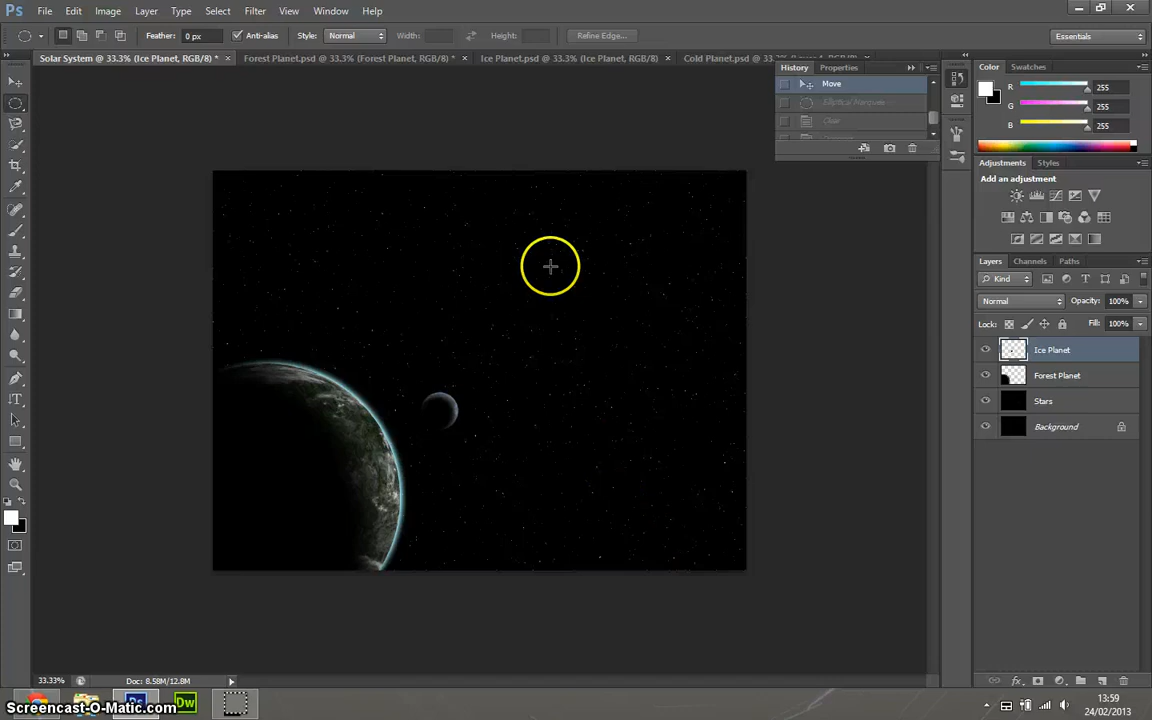 Ps File Edit Image Layer Type Select Filter View Window Help
Feather: 0 px Anti-alias Style: Normal Width: Height: Refine Edge... Essentials
Solar System @ 33.3% (Ice Planet, RGB/8) * × Forest Planet.psd @ 33.3% (Forest Planet, RGB/8) * × Ice Planet.psd @ 33.3% (Ice Planet, RGB/8) × Cold Planet.psd @ 33.3%
History Properties
Move
Elliptical Marquee
Clear
Color Swatches
R 255
G 255
B 255
Adjustments Styles
Add an adjustment
Layers Channels Paths
Kind
Normal Opacity: 100%
Lock: Fill: 100%
Ice Planet
Forest Planet
Stars
Background
33.33% Doc: 8.58M/12.8M
Ps Dw
Screencast-O-Matic.com
13:59
24/02/2013